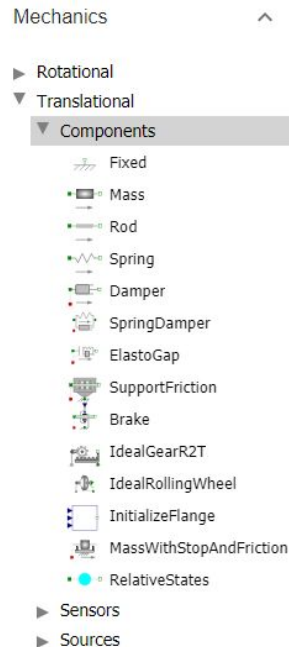 Mechanics
Rotational
Translational
Components
Fixed
Mass
Rod
Spring
Damper
SpringDamper
ElastoGap
SupportFriction
Brake
IdealGearR2T
IdealRollingWheel
InitializeFlange
MassWithStopAndFriction
RelativeStates
Sensors
Sources